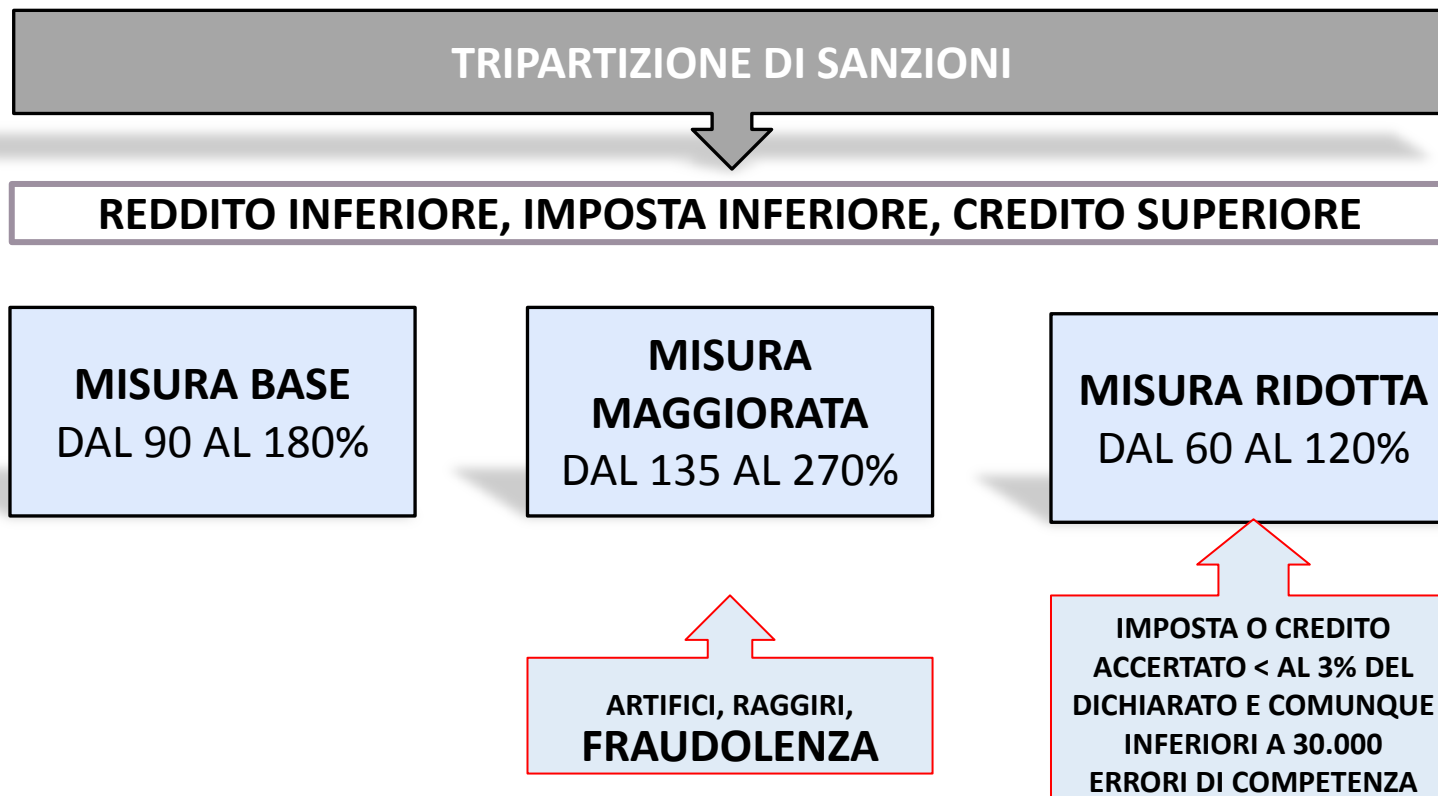 TRIPARTIZIONE DI SANZIONI
REDDITO INFERIORE, IMPOSTA INFERIORE, CREDITO SUPERIORE
MISURA BASE
DAL 90 AL 180%
MISURA
MAGGIORATA
DAL 135 AL 270%
MISURA RIDOTTA
DAL 60 AL 120%
ARTIFICI, RAGGIRI,
FRAUDOLENZA
IMPOSTA O CREDITO
ACCERTATO < AL 3% DEL
DICHIARATO E COMUNQUE
INFERIORI A 30.000
ERRORI DI COMPETENZA